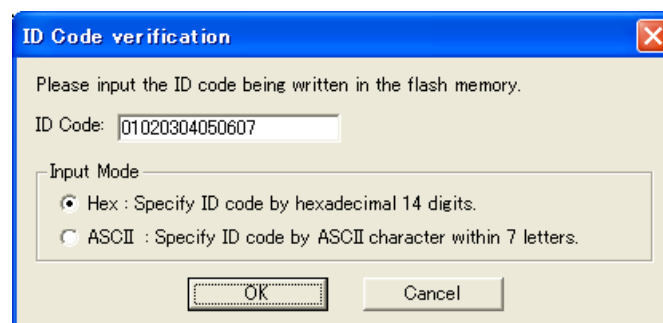 ID Code verification
Please input the ID code being written in the flash memory.
ID Code: 01020304050607
Input Mode
Hex : Specify ID code by hexadecimal 14 digits.
ASCII : Specify ID code by ASCII character within 7 letters.
OK Cancel